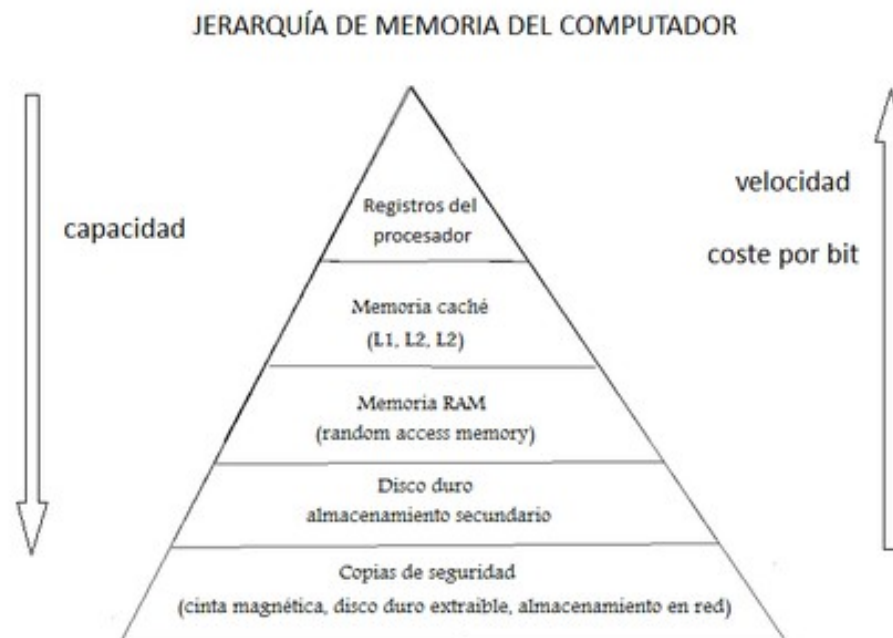 JERARQUÍA DE MEMORIA DEL COMPUTADOR
capacidad
velocidad
coste por bit
Registros del
procesador
Memoria caché
(L1, L2, L2)
Memoria RAM
(random access memory)
Disco duro
almacenamiento secundario
Copias de seguridad
(cinta magnética, disco duro extraible, almacenamiento en red)